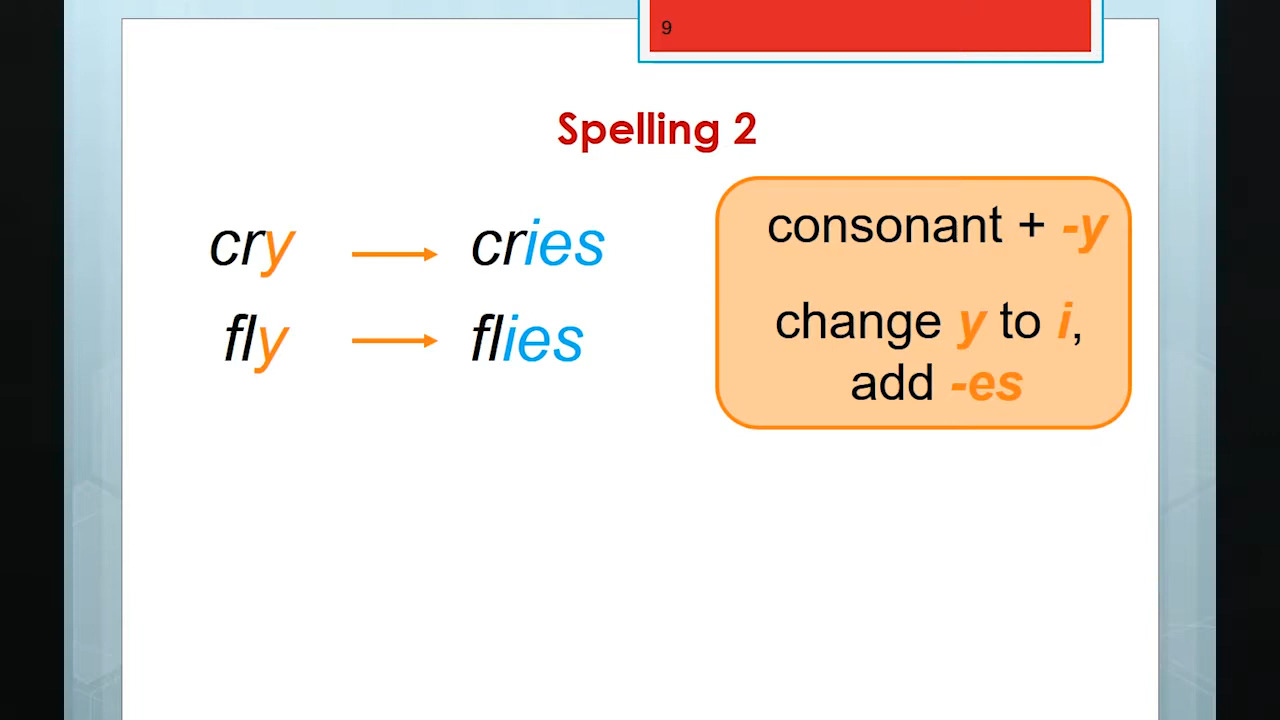 9
Spelling 2
cry → cries
fly → flies
consonant + -y
change y to i,
add -es